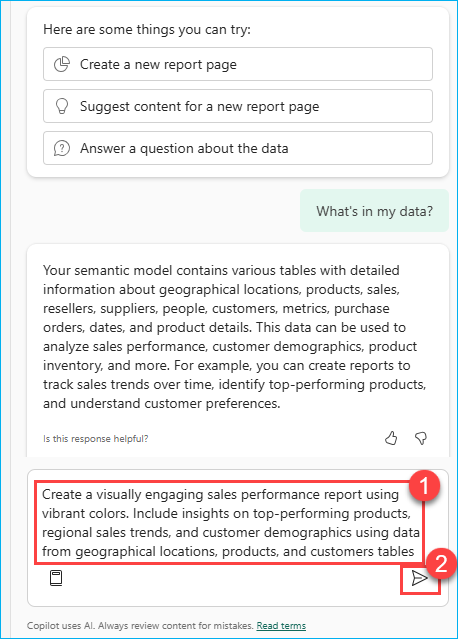 Here are some things you can try:
Create a new report page
Suggest content for a new report page
Answer a question about the data
What's in my data?
Your semantic model contains various tables with detailed
information about geographical locations, products, sales,
resellers, suppliers, people, customers, metrics, purchase
orders, dates, and product details. This data can be used to
analyze sales performance, customer demographics, product
inventory, and more. For example, you can create reports to
track sales trends over time, identify top-performing products,
and understand customer preferences.
Is this response helpful?
1
Create a visually engaging sales performance report using
vibrant colors. Include insights on top-performing products,
regional sales trends, and customer demographics using data
from geographical locations, products, and customers tables
2
Copilot uses AI. Always review content for mistakes. Read terms